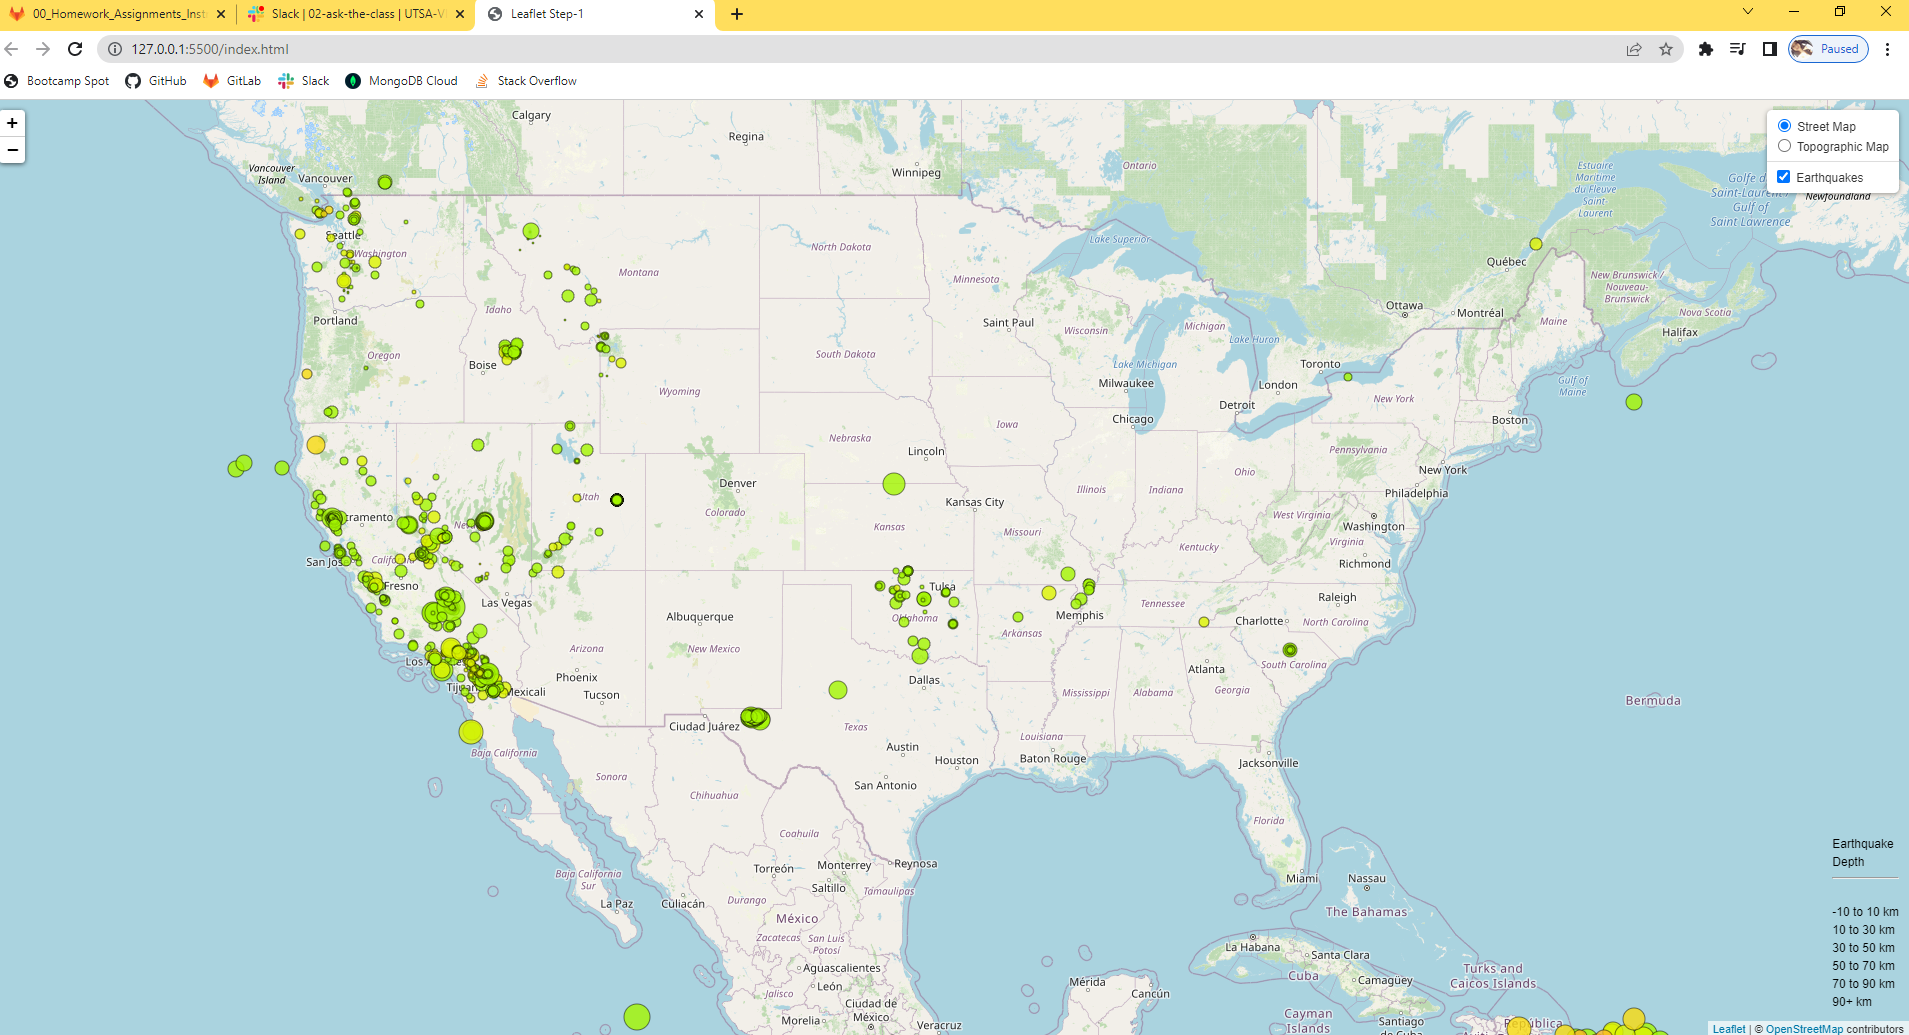 00_Homework_Assignments_Inst
Slack | 02-ask-the-class | UTSA-V
Leaflet Step-1
127.0.0.1:5500/index.html
Paused
Bootcamp Spot
GitHub
GitLab
Slack
MongoDB Cloud
Stack Overflow
+
−
Street Map
Topographic Map
Earthquakes
Calgary
Regina
Winnipeg
Ontario
Estuaire
Maritime
du Fleuve
Saint-
Laurent
Golfe d
Saint-Lauren
Gulf of
Saint Lawrence
Newfoundland
Vancouver
Island
Vancouver
Seattle
Washington
Portland
Oregon
Idaho
Boise
Montana
North Dakota
South Dakota
Minnesota
Lake Superior
Saint Paul
Wisconsin
Michigan
Lake Huron
Lake Michigan
Milwaukee
Chicago
Detroit
London
Toronto
Ottawa
Montréal
Québec
New Brunswick /
Nouveau-
Brunswick
Maine
Nova Scotia
Halifax
Gulf of
Maine
New York
Boston
Wyoming
Nebraska
Iowa
Lincoln
Illinois
Indiana
Ohio
Pennsylvania
New York
Philadelphia
Washington
West Virginia
Virginia
Richmond
Utah
Denver
Colorado
Kansas
Kansas City
Missouri
Kentucky
cramento
Ne
Califo
San Jos
Fresno
Las Vegas
Los A
Tiju
Mexicali
Arizona
Phoenix
Tucson
Albuquerque
New Mexico
Tulsa
Oklahoma
Arkansas
Memphis
Tennessee
Charlotte
Raleigh
North Carolina
South Carolina
Atlanta
Georgia
Alabama
Mississippi
Dallas
Texas
Ciudad Juárez
Austin
Houston
San Antonio
Louisiana
Baton Rouge
Jacksonville
Bermuda
Baja California
Sonora
Chihuahua
Coahuila
Florida
Miami
Nassau
The Bahamas
Baja California
Sur
La Paz
Culiacán
Durango
Torreón
Monterrey
Saltillo
Reynosa
Tamaulipas
México
Zacatecas
San Luis
Potosí
Aguascalientes
León
Jalisco
Ciudad de
México
Morelia
Veracruz
Mérida
Cancún
La Habana
Santa Clara
Cuba
Camagüey
Turks and
Caicos Islands
Cayman
Islands
Santiago
de Cuba
República
Earthquake
Depth
-10 to 10 km
10 to 30 km
30 to 50 km
50 to 70 km
70 to 90 km
90+ km
Leaflet | © OpenStreetMap contributors